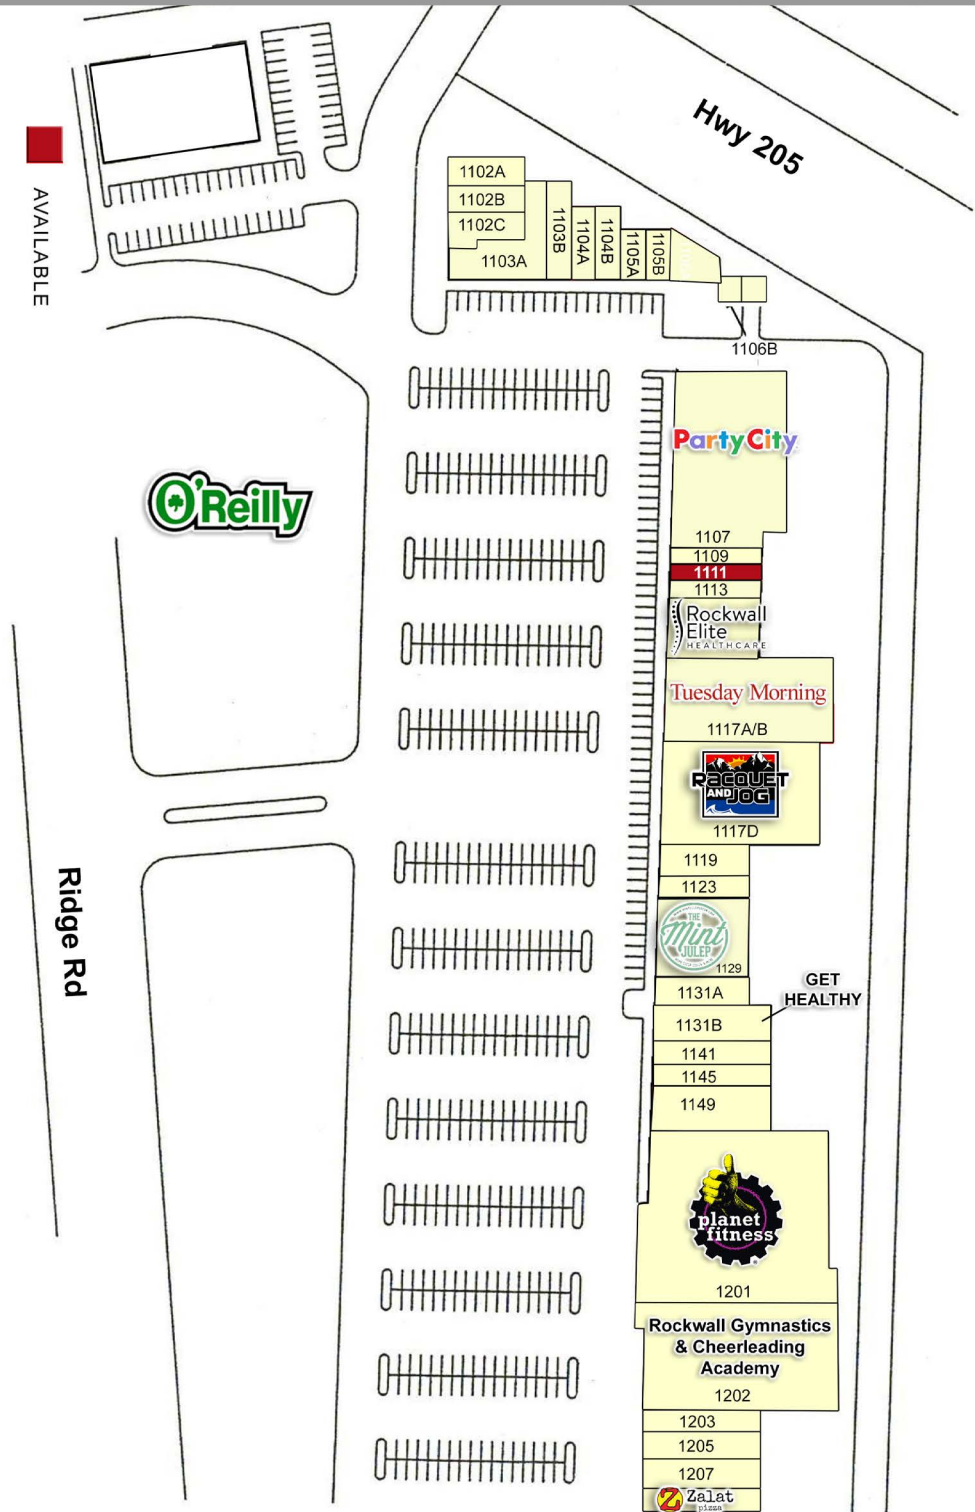 Hwy 205
AVAILABLE
1102A
1102B
1102C
1103A
1103B
1104A
1104B
1105A
1105B
1106B
PartyCity
O'Reilly
1107
1109
1111
1113
Rockwall
Elite
HEALTHCARE
Tuesday Morning
1117A/B
RACQUET
AND JOG
1117D
1119
1123
Ridge Rd
THE
Mint
JULEP
1129
GET
HEALTHY
1131A
1131B
1141
1145
1149
planet
fitness
1201
Rockwall Gymnastics
& Cheerleading
Academy
1202
1203
1205
1207
Z Zalat
pizza